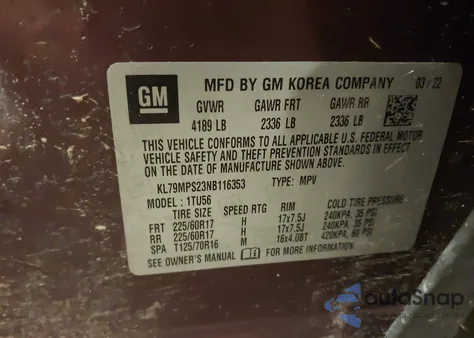 GM
MFD BY GM KOREA COMPANY 03/22
GVWR GAWR FRT GAWR RR
4189 LB 2336 LB 2336 LB
THIS VEHICLE CONFORMS TO ALL APPLICABLE U.S. FEDERAL MOTOR
VEHICLE SAFETY AND THEFT PREVENTION STANDARDS IN EFFECT
ON THE DATE OF MANUFACTURE SHOWN ABOVE.
KL79MPS23NB116353 TYPE: MPV
MODEL: 1TU56
TIRE SIZE SPEED RTG RIM COLD TIRE PRESSURE
FRT 225/60R17 H 17x7.5J 240KPA, 35 PSI
RR 225/60R17 H 17x7.5J 240KPA, 35 PSI
SPA T125/70R16 M 16x4.0BT 420KPA, 60 PSI
SEE OWNER'S MANUAL FOR MORE INFORMATION
AutoSnap